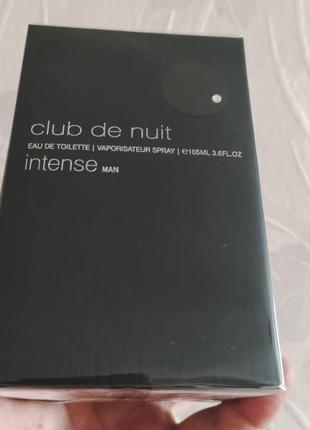 club de nuit
EAU DE TOILETTE | VAPORISATEUR SPRAY | ℮105ML 3.6FL.OZ
intense MAN